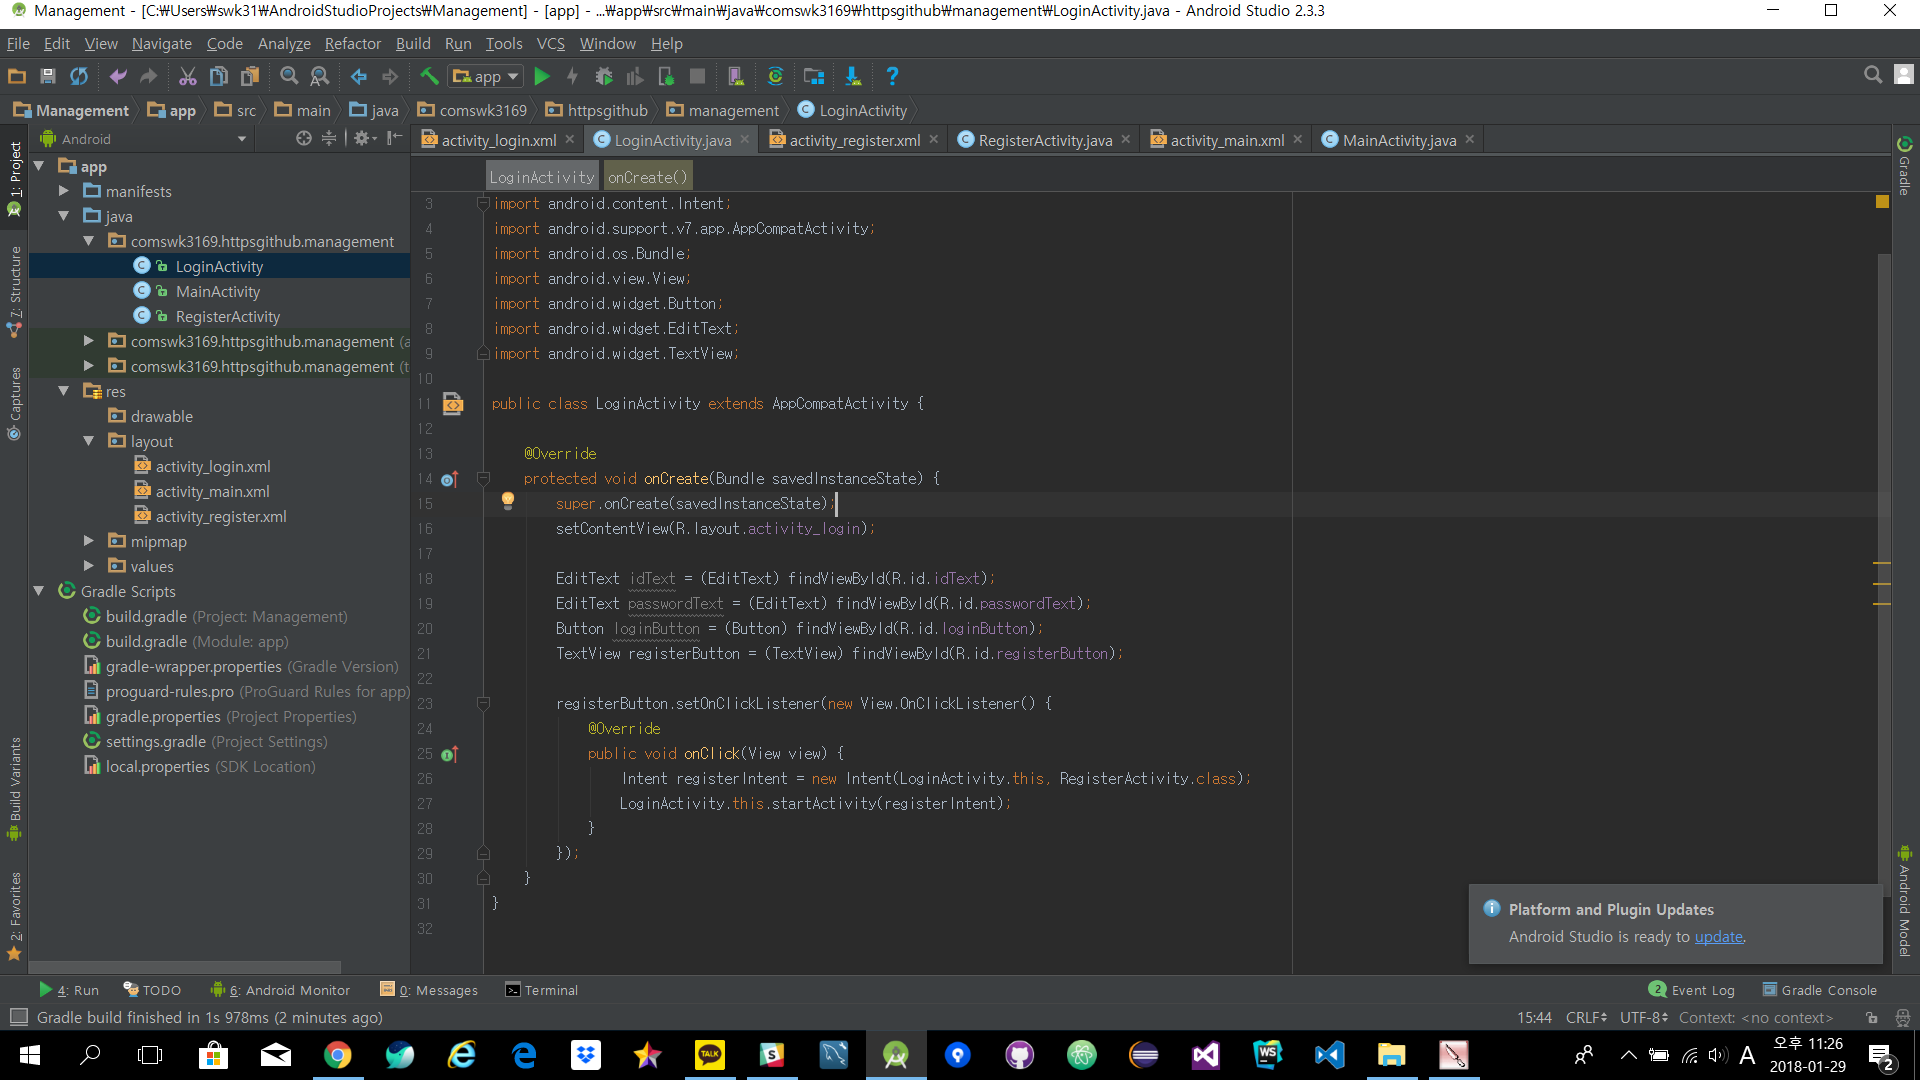 Management - [C:₩Users₩swk31₩AndroidStudioProjects₩Management] - [app] - ...₩app₩src₩main₩java₩comswk3169₩httpsgithub₩management₩LoginActivity.java - Android Studio 2.3.3
File Edit View Navigate Code Analyze Refactor Build Run Tools VCS Window Help
app
Management app src main java comswk3169 httpsgithub management LoginActivity
Android
activity_login.xml LoginActivity.java activity_register.xml RegisterActivity.java activity_main.xml MainActivity.java
LoginActivity onCreate()
1: Project
7: Structure
Captures
Build Variants
2: Favorites
app
manifests
java
comswk3169.httpsgithub.management
LoginActivity
MainActivity
RegisterActivity
comswk3169.httpsgithub.management (a
comswk3169.httpsgithub.management (t
res
drawable
layout
activity_login.xml
activity_main.xml
activity_register.xml
mipmap
values
Gradle Scripts
build.gradle (Project: Management)
build.gradle (Module: app)
gradle-wrapper.properties (Gradle Version)
proguard-rules.pro (ProGuard Rules for app)
gradle.properties (Project Properties)
settings.gradle (Project Settings)
local.properties (SDK Location)
3 import android.content.Intent;
4 import android.support.v7.app.AppCompatActivity;
5 import android.os.Bundle;
6 import android.view.View;
7 import android.widget.Button;
8 import android.widget.EditText;
9 import android.widget.TextView;
10
11 public class LoginActivity extends AppCompatActivity {
12
13 @Override
14 protected void onCreate(Bundle savedInstanceState) {
15 super.onCreate(savedInstanceState);
16 setContentView(R.layout.activity_login);
17
18 EditText idText = (EditText) findViewById(R.id.idText);
19 EditText passwordText = (EditText) findViewById(R.id.passwordText);
20 Button loginButton = (Button) findViewById(R.id.loginButton);
21 TextView registerButton = (TextView) findViewById(R.id.registerButton);
22
23 registerButton.setOnClickListener(new View.OnClickListener() {
24 @Override
25 public void onClick(View view) {
26 Intent registerIntent = new Intent(LoginActivity.this, RegisterActivity.class);
27 LoginActivity.this.startActivity(registerIntent);
28 }
29 });
30 }
31 }
32
Gradle
Android Model
Platform and Plugin Updates
Android Studio is ready to update.
4: Run TODO 6: Android Monitor 0: Messages Terminal 2 Event Log Gradle Console
Gradle build finished in 1s 978ms (2 minutes ago) 15:44 CRLF UTF-8 Context: <no context>
TALK
WS
A
오후 11:26
2018-01-29
2